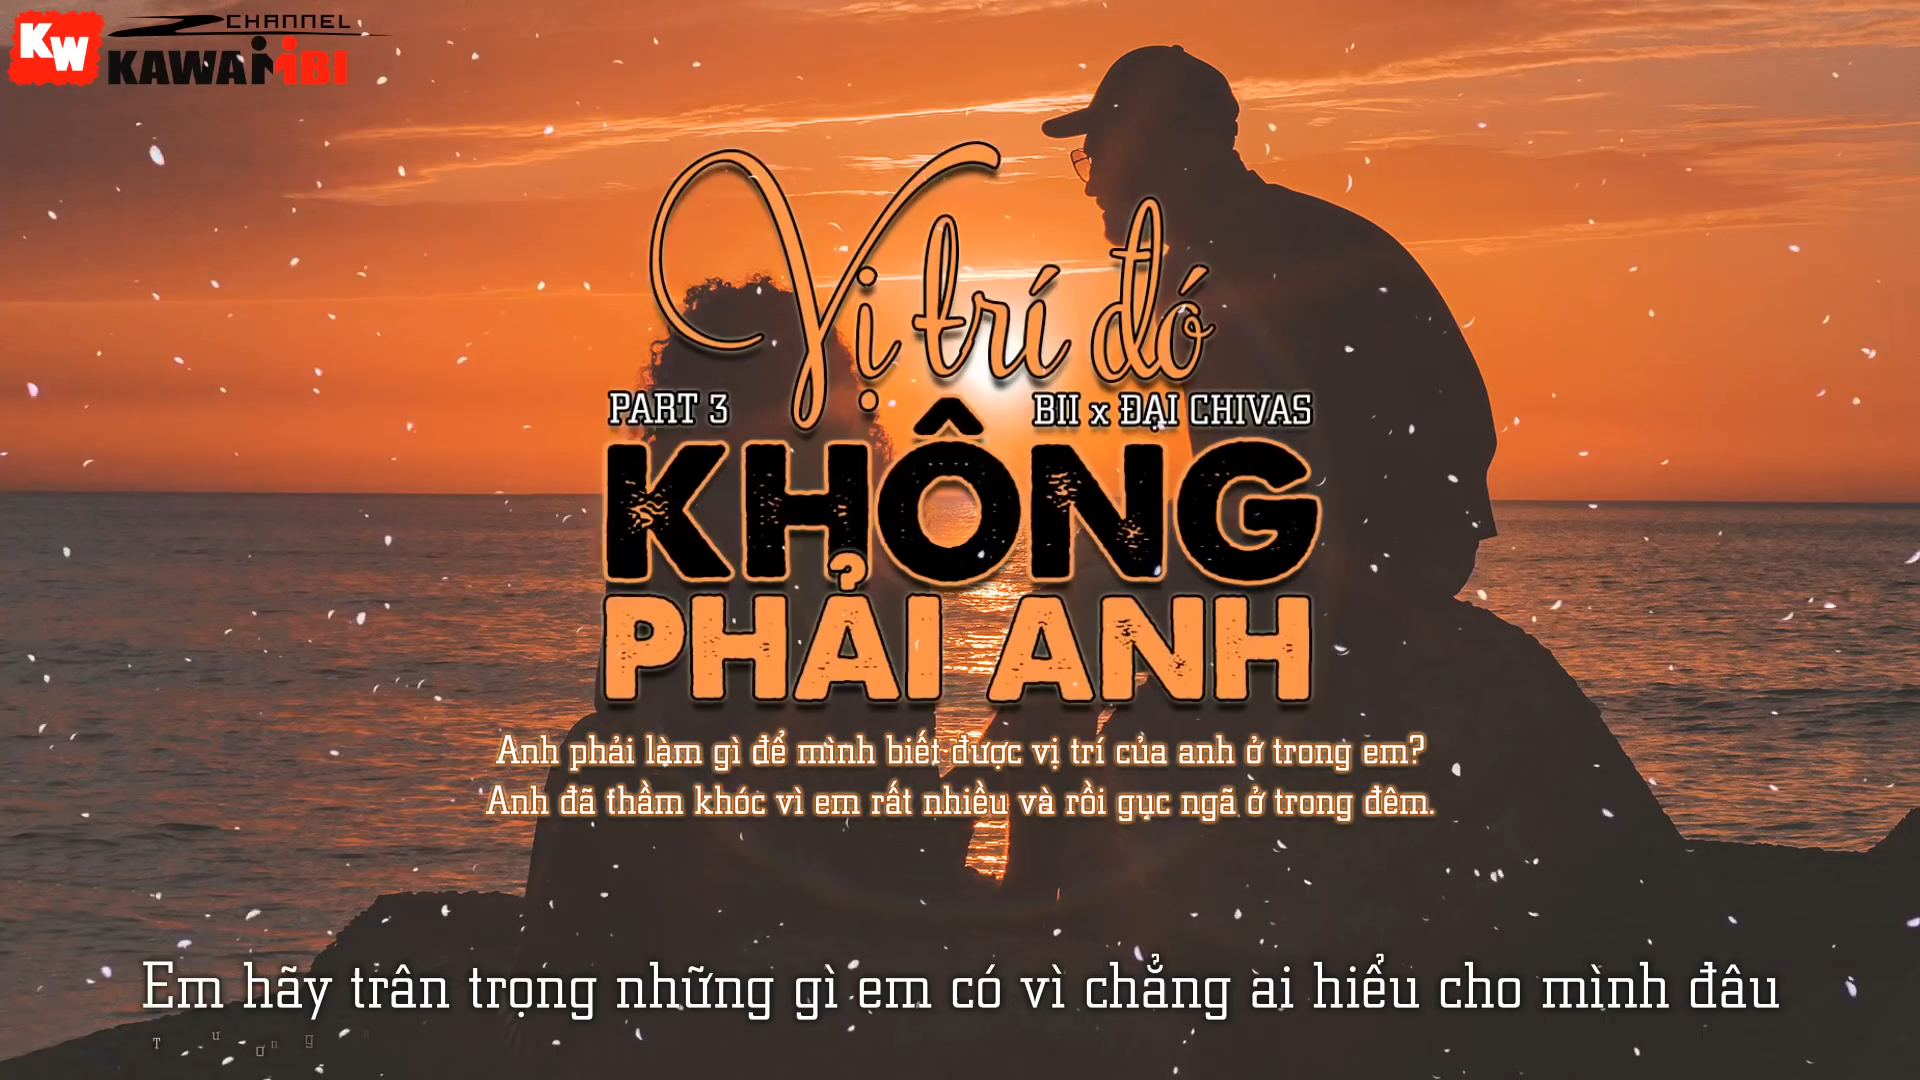 KW CHANNEL
KAWAIIBI
Vị trí đó
PART 3
BII x ĐẠI CHIVAS
KHÔNG
PHẢI ANH
Anh phải làm gì để mình biết được vị trí của anh ở trong em?
Anh đã thầm khóc vì em rất nhiều và rồi gục ngã ở trong đêm.
Em hãy trân trọng những gì em có vì chẳng ai hiểu cho mình đâu